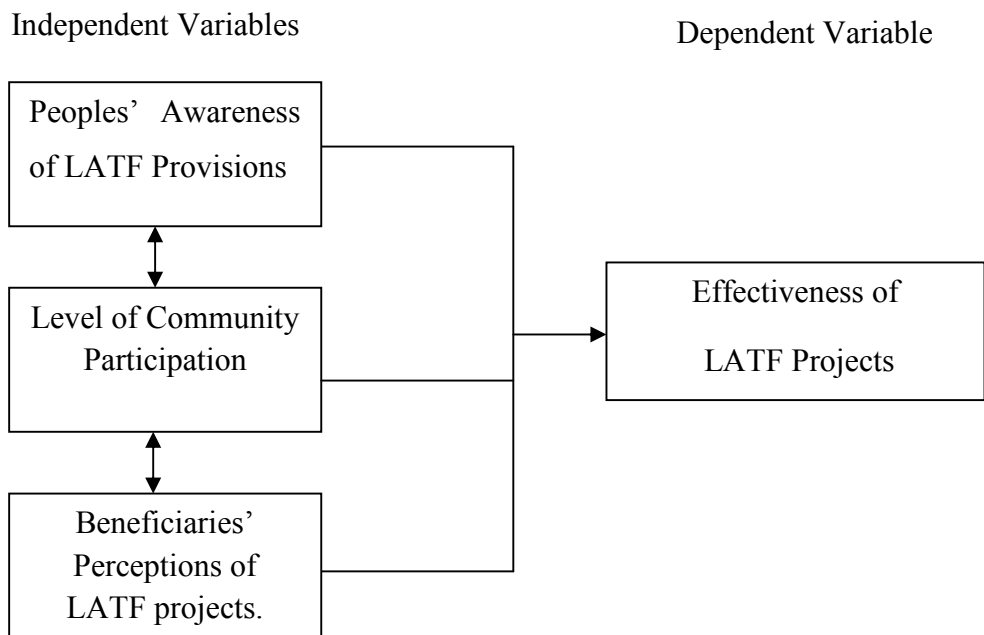 Independent Variables
Dependent Variable
Peoples’ Awareness
of LATF Provisions
Level of Community
Participation
Beneficiaries’
Perceptions of
LATF projects.
Effectiveness of
LATF Projects